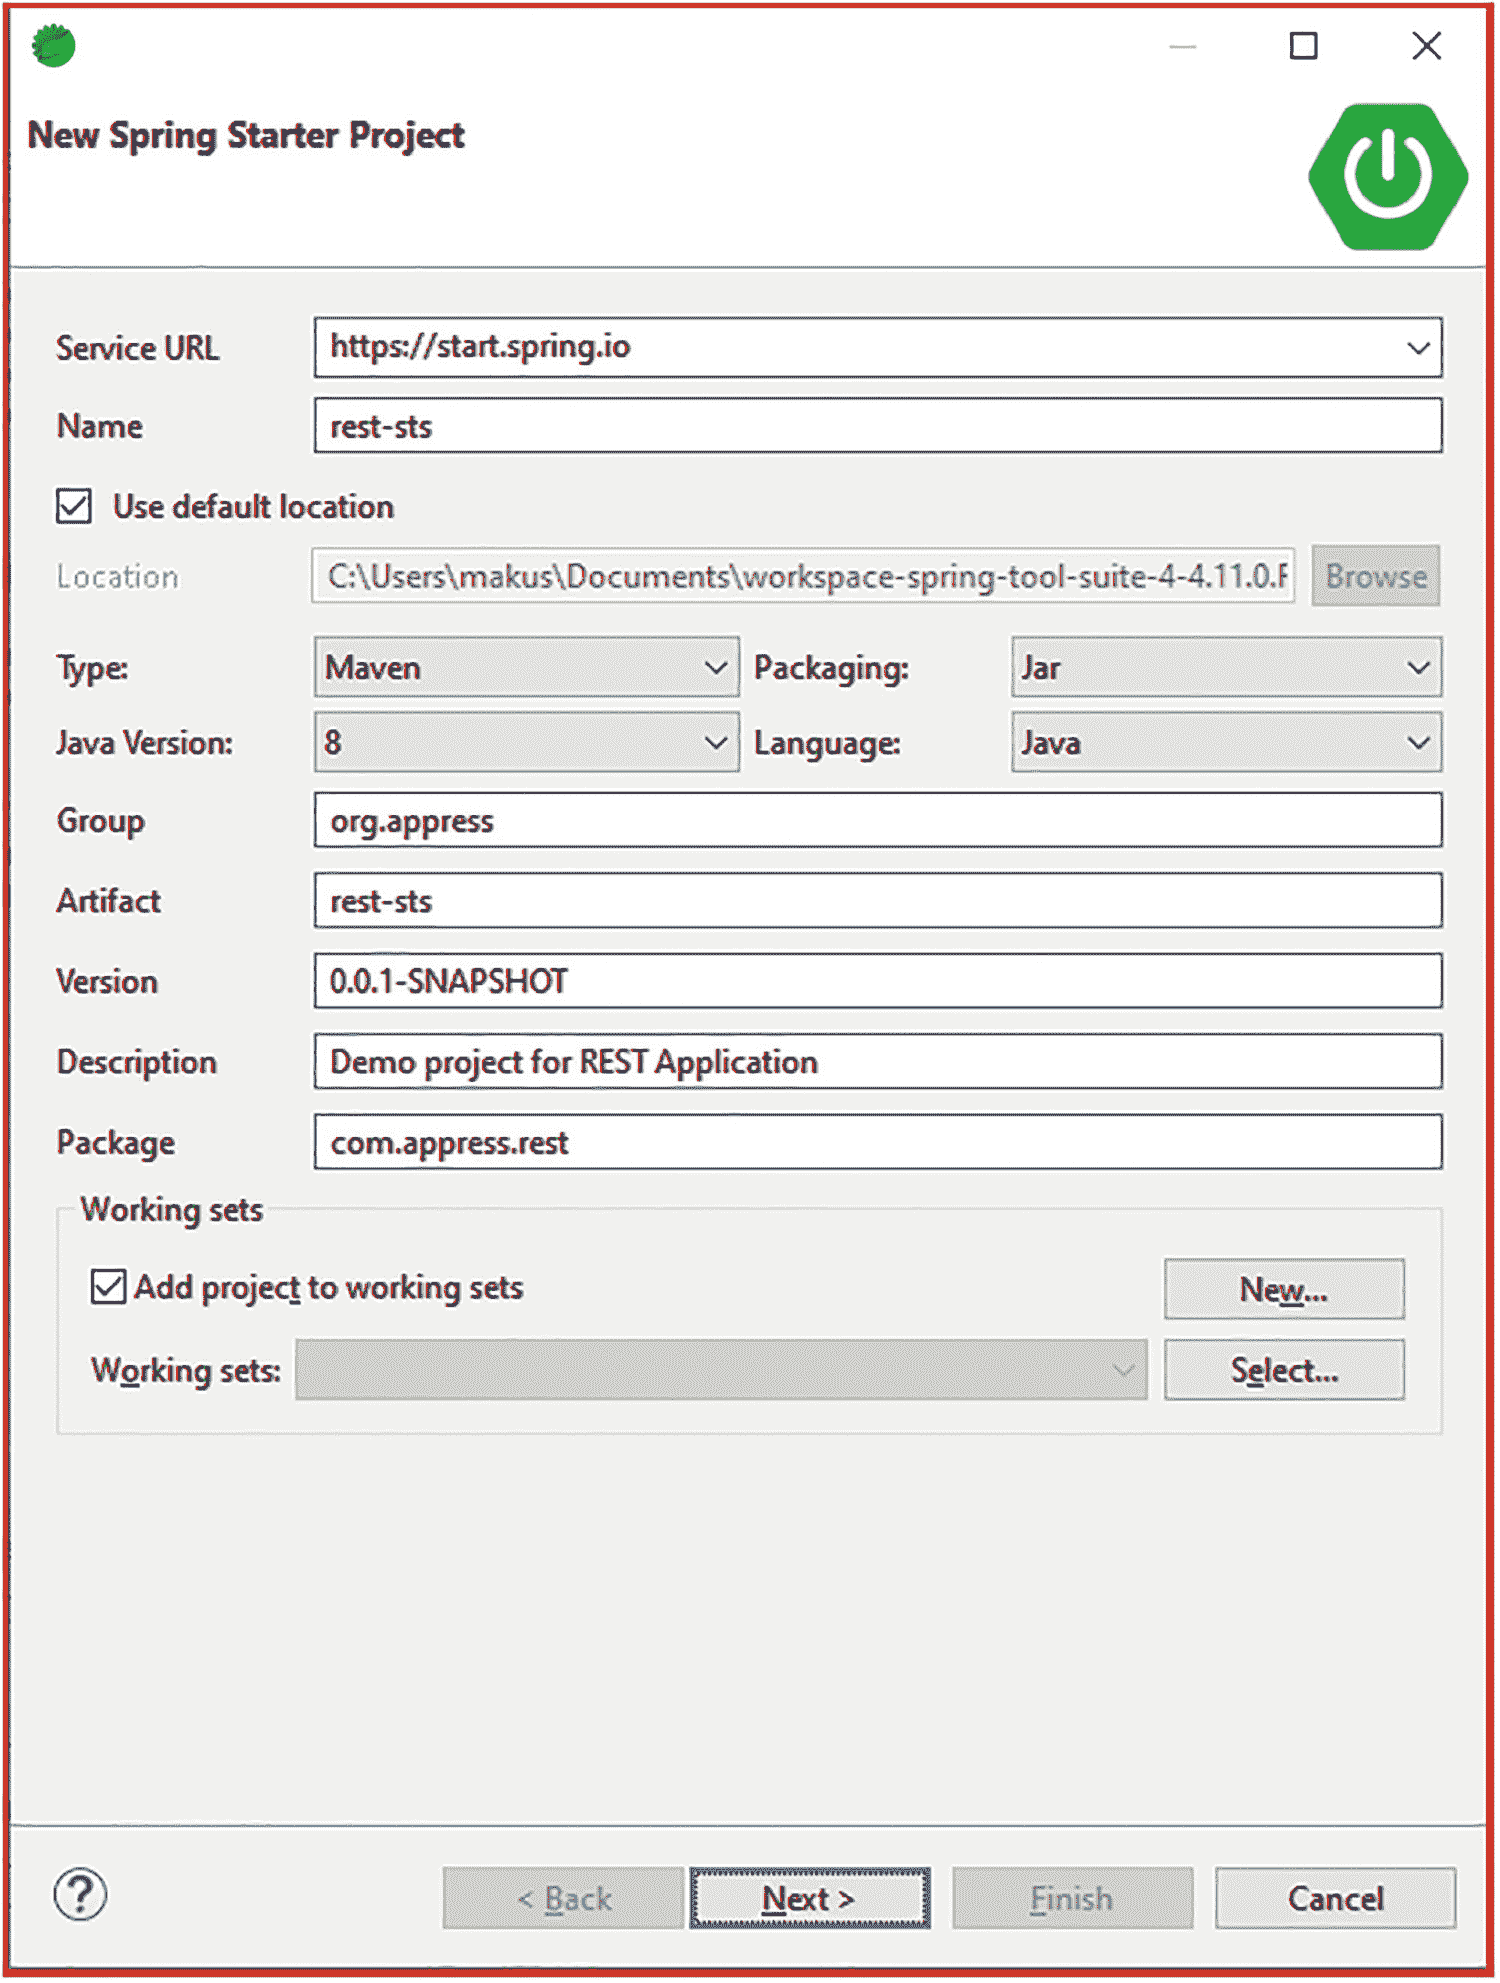 New Spring Starter Project
Service URL https://start.spring.io
Name rest-sts
Use default location
Location C:\Users\makus\Documents\workspace-spring-tool-suite-4-4.11.0.F Browse
Type: Maven Packaging: Jar
Java Version: 8 Language: Java
Group org.appress
Artifact rest-sts
Version 0.0.1-SNAPSHOT
Description Demo project for REST Application
Package com.appress.rest
Working sets
Add project to working sets New...
Working sets: Select...
? < Back Next > Finish Cancel